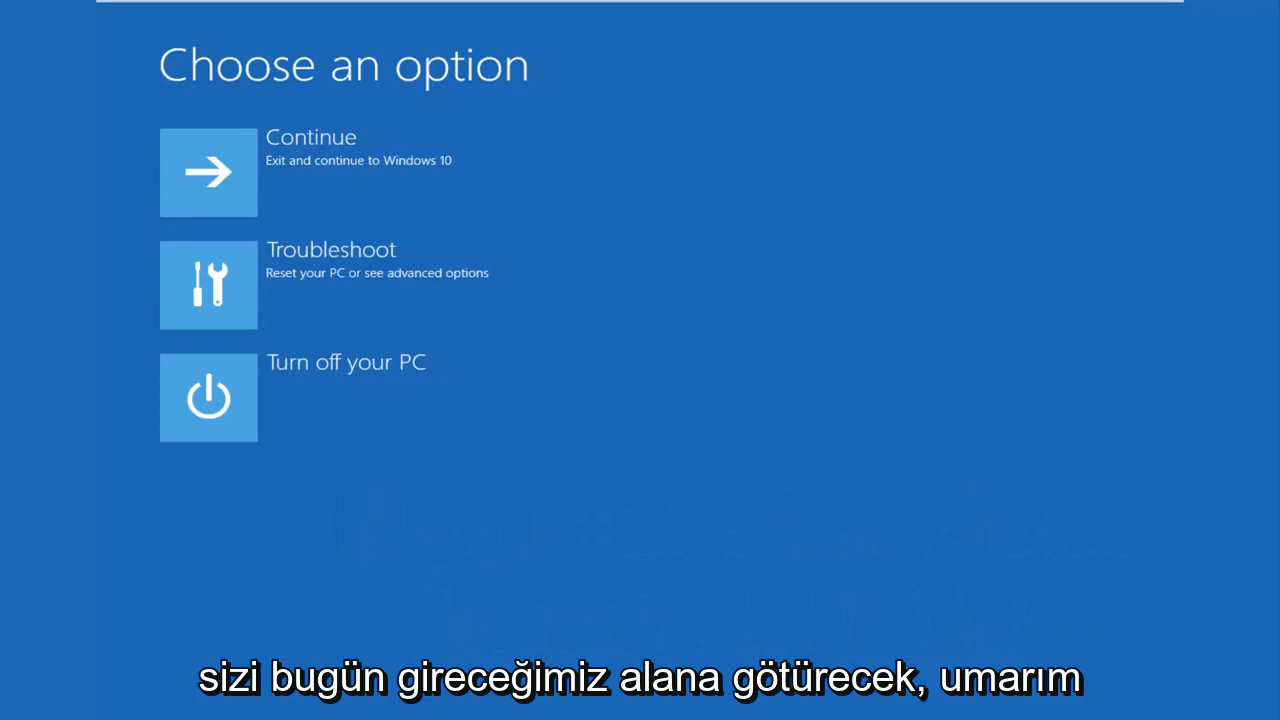 Choose an option
Continue
Exit and continue to Windows 10
Troubleshoot
Reset your PC or see advanced options
Turn off your PC
sizi bugün gireceğimiz alana götürecek, umarım